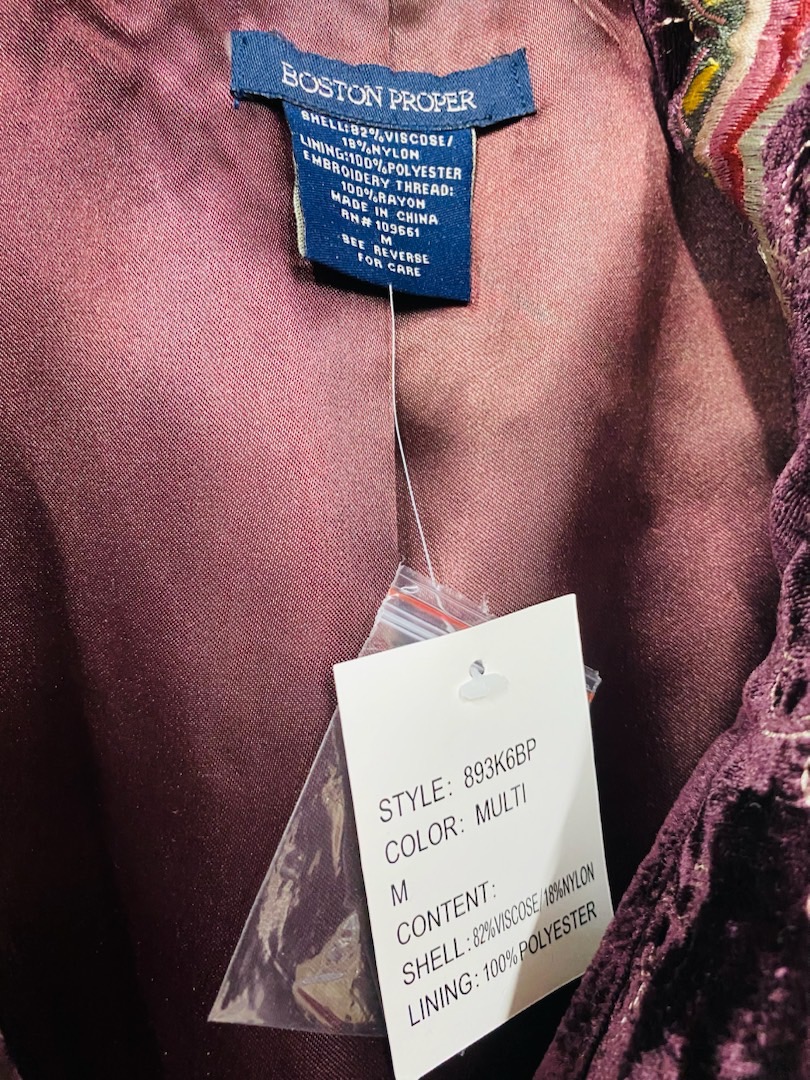 BOSTON PROPER
SHELL:82%VISCOSE/
18%NYLON
LINING:100%POLYESTER
EMBROIDERY THREAD:
100%RAYON
MADE IN CHINA
RN# 109661
M
SEE REVERSE
FOR CARE
STYLE: 893K6BP
COLOR: MULTI
M
CONTENT:
SHELL:82%VISCOSE/18%NYLON
LINING:100%POLYESTER